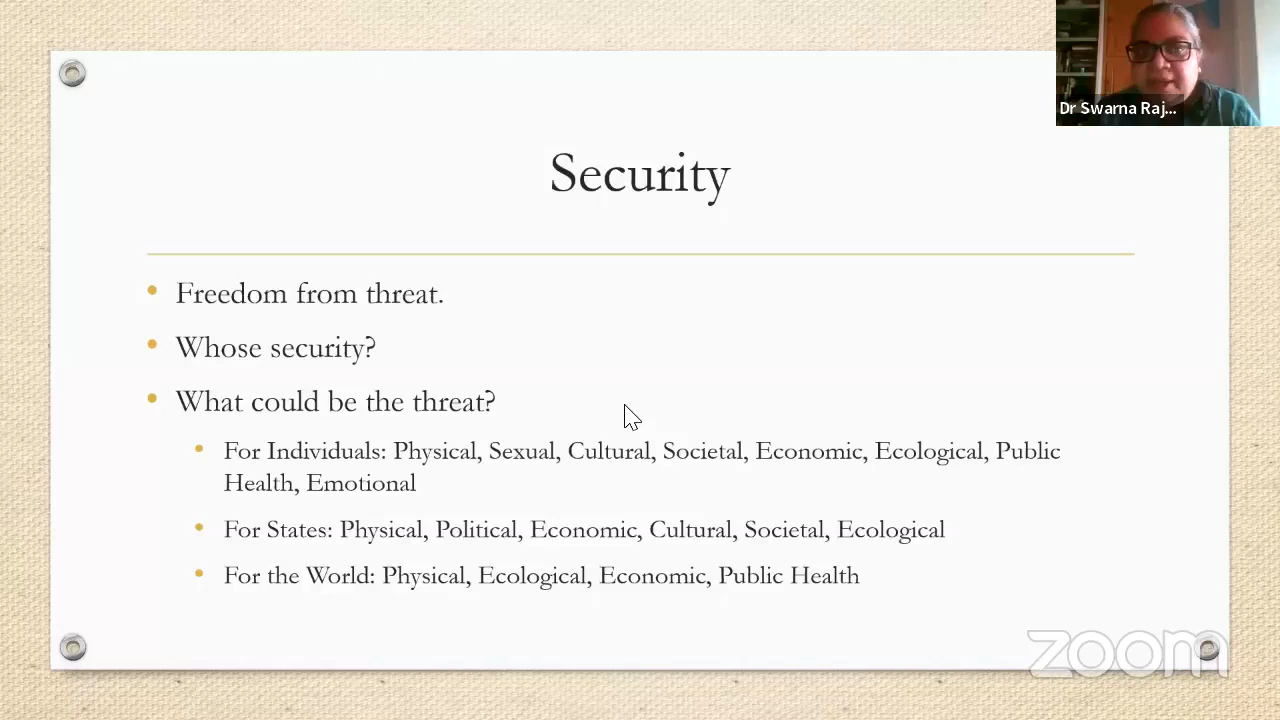 Dr Swarna Raj...
Security
Freedom from threat.
Whose security?
What could be the threat?
For Individuals: Physical, Sexual, Cultural, Societal, Economic, Ecological, Public
Health, Emotional
For States: Physical, Political, Economic, Cultural, Societal, Ecological
For the World: Physical, Ecological, Economic, Public Health
zoom